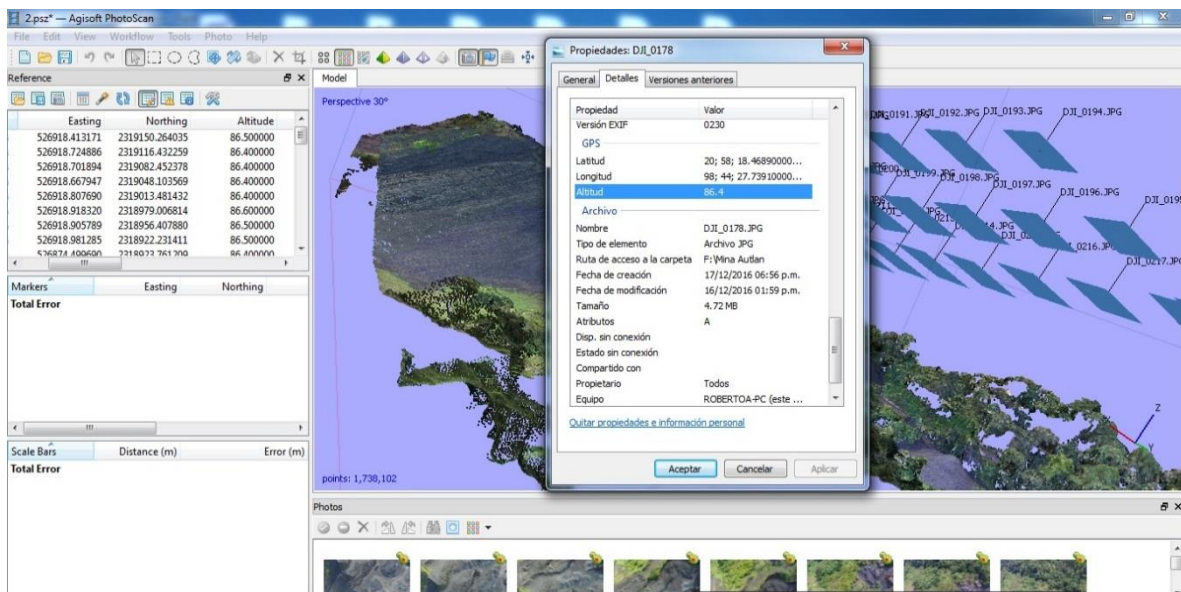 2.psz* — Agisoft PhotoScan
File Edit View Workflow Tools Photo Help
Reference
Easting Northing Altitude
526918.413171 2319150.264035 86.500000
526918.724886 2319116.432259 86.400000
526918.701894 2319082.452378 86.400000
526918.667947 2319048.103569 86.400000
526918.807690 2319013.481432 86.400000
526918.918320 2318979.006814 86.600000
526918.905789 2318956.407880 86.500000
526918.981285 2318922.231411 86.500000
526874.499690 2318923.761209 86.400000
Markers Easting Northing
Total Error
Scale Bars Distance (m) Error (m)
Total Error
Model
Perspective 30°
points: 1,738,102
Propiedades: DJI_0178
General Detalles Versiones anteriores
Propiedad Valor
Versión EXIF 0230
GPS
Latitud 20; 58; 18.46890000...
Longitud 98; 44; 27.73910000...
Altitud 86.4
Archivo
Nombre DJI_0178.JPG
Tipo de elemento Archivo JPG
Ruta de acceso a la carpeta F:\Mina Autlan
Fecha de creación 17/12/2016 06:56 p.m.
Fecha de modificación 16/12/2016 01:59 p.m.
Tamaño 4.72 MB
Atributos A
Disp. sin conexión
Estado sin conexión
Compartido con
Propietario Todos
Equipo ROBERTOA-PC (este ...
Quitar propiedades e información personal
Aceptar Cancelar Aplicar
DJI_0192.JPG DJI_0193.JPG DJI_0194.JPG
DJI_0199.JPG DJI_0198.JPG DJI_0197.JPG DJI_0196.JPG
DJI_0217.JPG
Z
Y
Photos